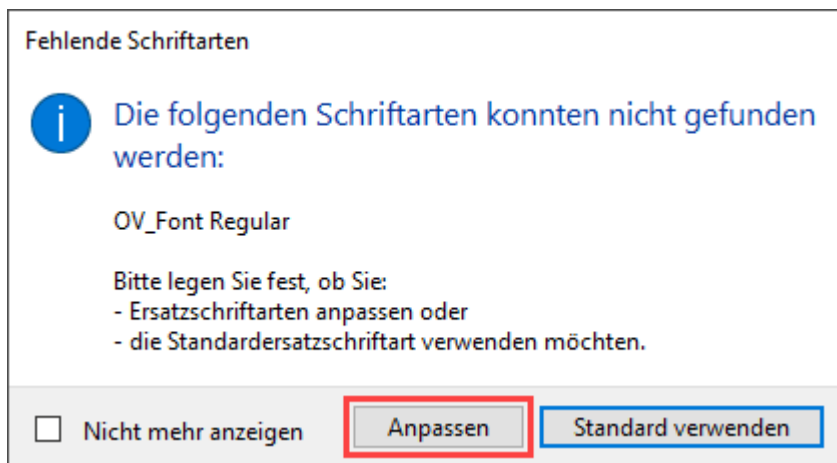 Fehlende Schriftarten
Die folgenden Schriftarten konnten nicht gefunden
werden:
OV_Font Regular
Bitte legen Sie fest, ob Sie:
- Ersatzschriftarten anpassen oder
- die Standardersatzschriftart verwenden möchten.
Nicht mehr anzeigen Anpassen Standard verwenden